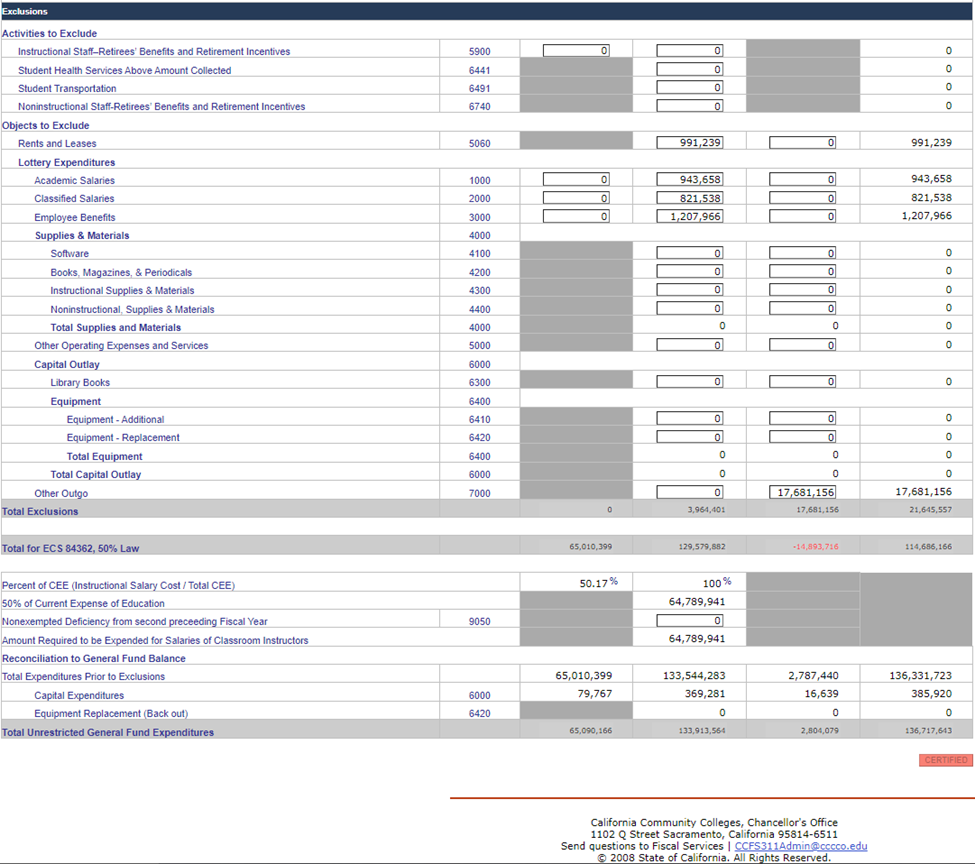 Exclusions
Activities to Exclude
Instructional Staff–Retirees' Benefits and Retirement Incentives 5900 0 0 0
Student Health Services Above Amount Collected 6441 0 0
Student Transportation 6491 0 0
Noninstructional Staff-Retirees' Benefits and Retirement Incentives 6740 0 0
Objects to Exclude
Rents and Leases 5060 991,239 0 991,239
Lottery Expenditures
Academic Salaries 1000 0 943,658 0 943,658
Classified Salaries 2000 0 821,538 0 821,538
Employee Benefits 3000 0 1,207,966 0 1,207,966
Supplies & Materials 4000
Software 4100 0 0 0
Books, Magazines, & Periodicals 4200 0 0 0
Instructional Supplies & Materials 4300 0 0 0
Noninstructional, Supplies & Materials 4400 0 0 0
Total Supplies and Materials 4000 0 0 0
Other Operating Expenses and Services 5000 0 0 0
Capital Outlay 6000
Library Books 6300 0 0 0
Equipment 6400
Equipment - Additional 6410 0 0 0
Equipment - Replacement 6420 0 0 0
Total Equipment 6400 0 0 0
Total Capital Outlay 6000 0 0 0
Other Outgo 7000 0 17,681,156 17,681,156
Total Exclusions 0 3,964,401 17,681,156 21,645,557
Total for ECS 84362, 50% Law 65,010,399 129,579,882 -14,893,716 114,686,166
Percent of CEE (Instructional Salary Cost / Total CEE) 50.17% 100%
50% of Current Expense of Education 64,789,941
Nonexempted Deficiency from second preceeding Fiscal Year 9050 0
Amount Required to be Expended for Salaries of Classroom Instructors 64,789,941
Reconciliation to General Fund Balance
Total Expenditures Prior to Exclusions 65,010,399 133,544,283 2,787,440 136,331,723
Capital Expenditures 6000 79,767 369,281 16,639 385,920
Equipment Replacement (Back out) 6420 0 0 0
Total Unrestricted General Fund Expenditures 65,090,166 133,913,564 2,804,079 136,717,643
CERTIFIED
California Community Colleges, Chancellor's Office
1102 Q Street Sacramento, California 95814-6511
Send questions to Fiscal Services | CCFS311Admin@cccco.edu
© 2008 State of California. All Rights Reserved.